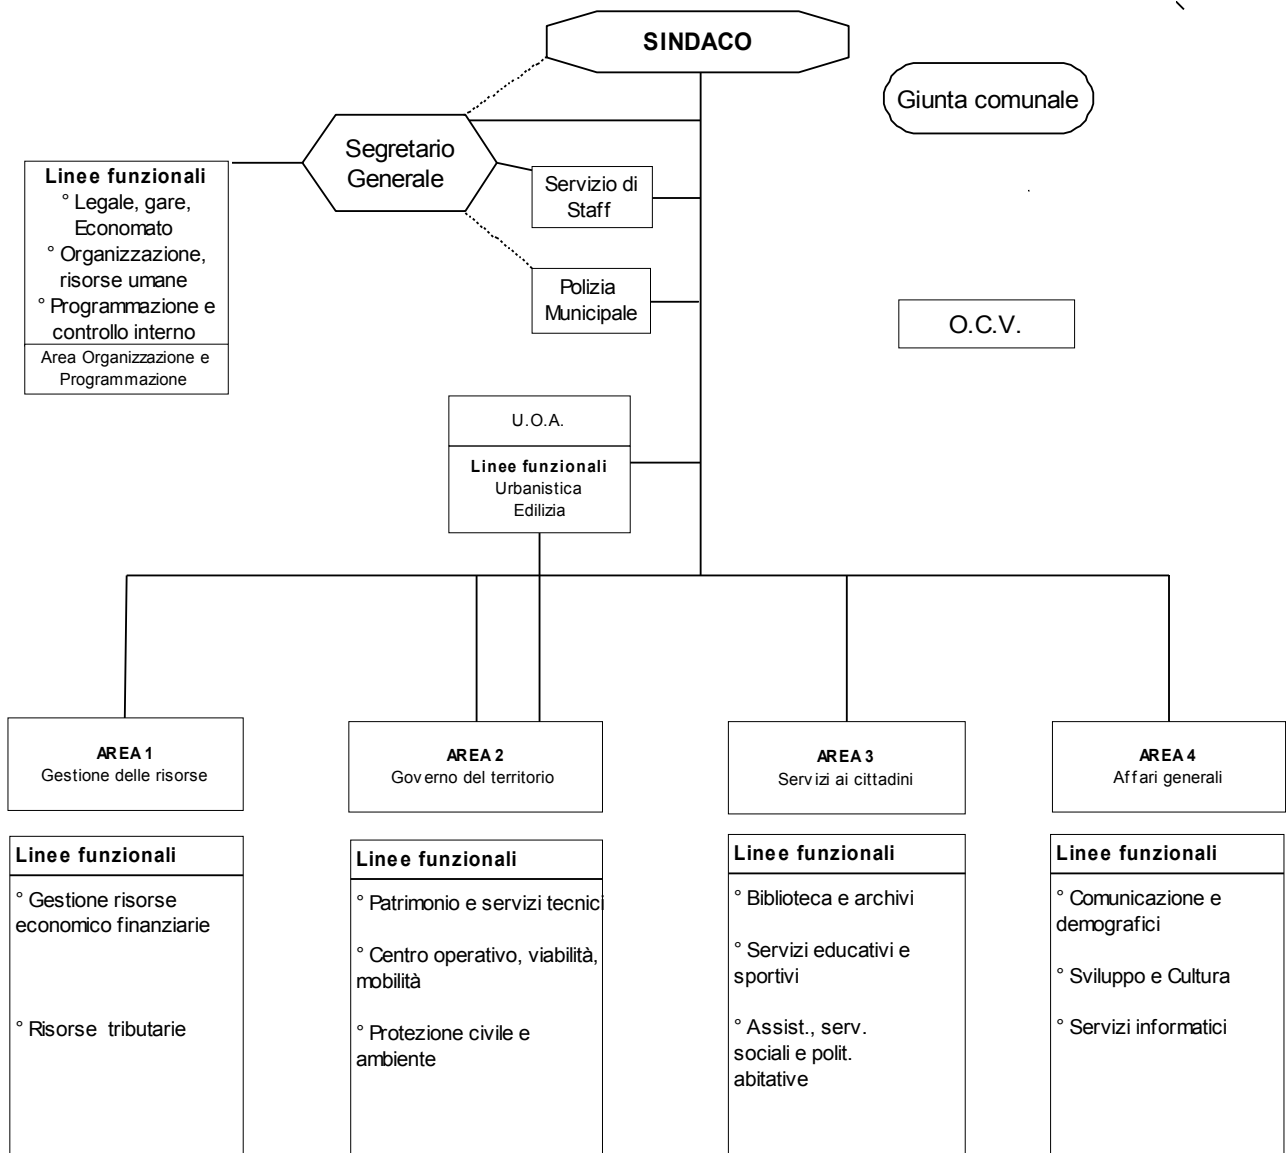 SINDACO
Giunta comunale
Segretario
Generale
Linee funzionali
° Legale, gare,
Economato
° Organizzazione,
risorse umane
° Programmazione e
controllo interno
Area Organizzazione e
Programmazione
Servizio di
Staff
Polizia
Municipale
O.C.V.
U.O.A.
Linee funzionali
Urbanistica
Edilizia
AREA 1
Gestione delle risorse
AREA 2
Governo del territorio
AREA 3
Servizi ai cittadini
AREA 4
Affari generali
Linee funzionali
° Gestione risorse
economico finanziarie
° Risorse tributarie
Linee funzionali
° Patrimonio e servizi tecnici
° Centro operativo, viabilità,
mobilità
° Protezione civile e
ambiente
Linee funzionali
° Biblioteca e archivi
° Servizi educativi e
sportivi
° Assist., serv.
sociali e polit.
abitative
Linee funzionali
° Comunicazione e
demografici
° Sviluppo e Cultura
° Servizi informatici